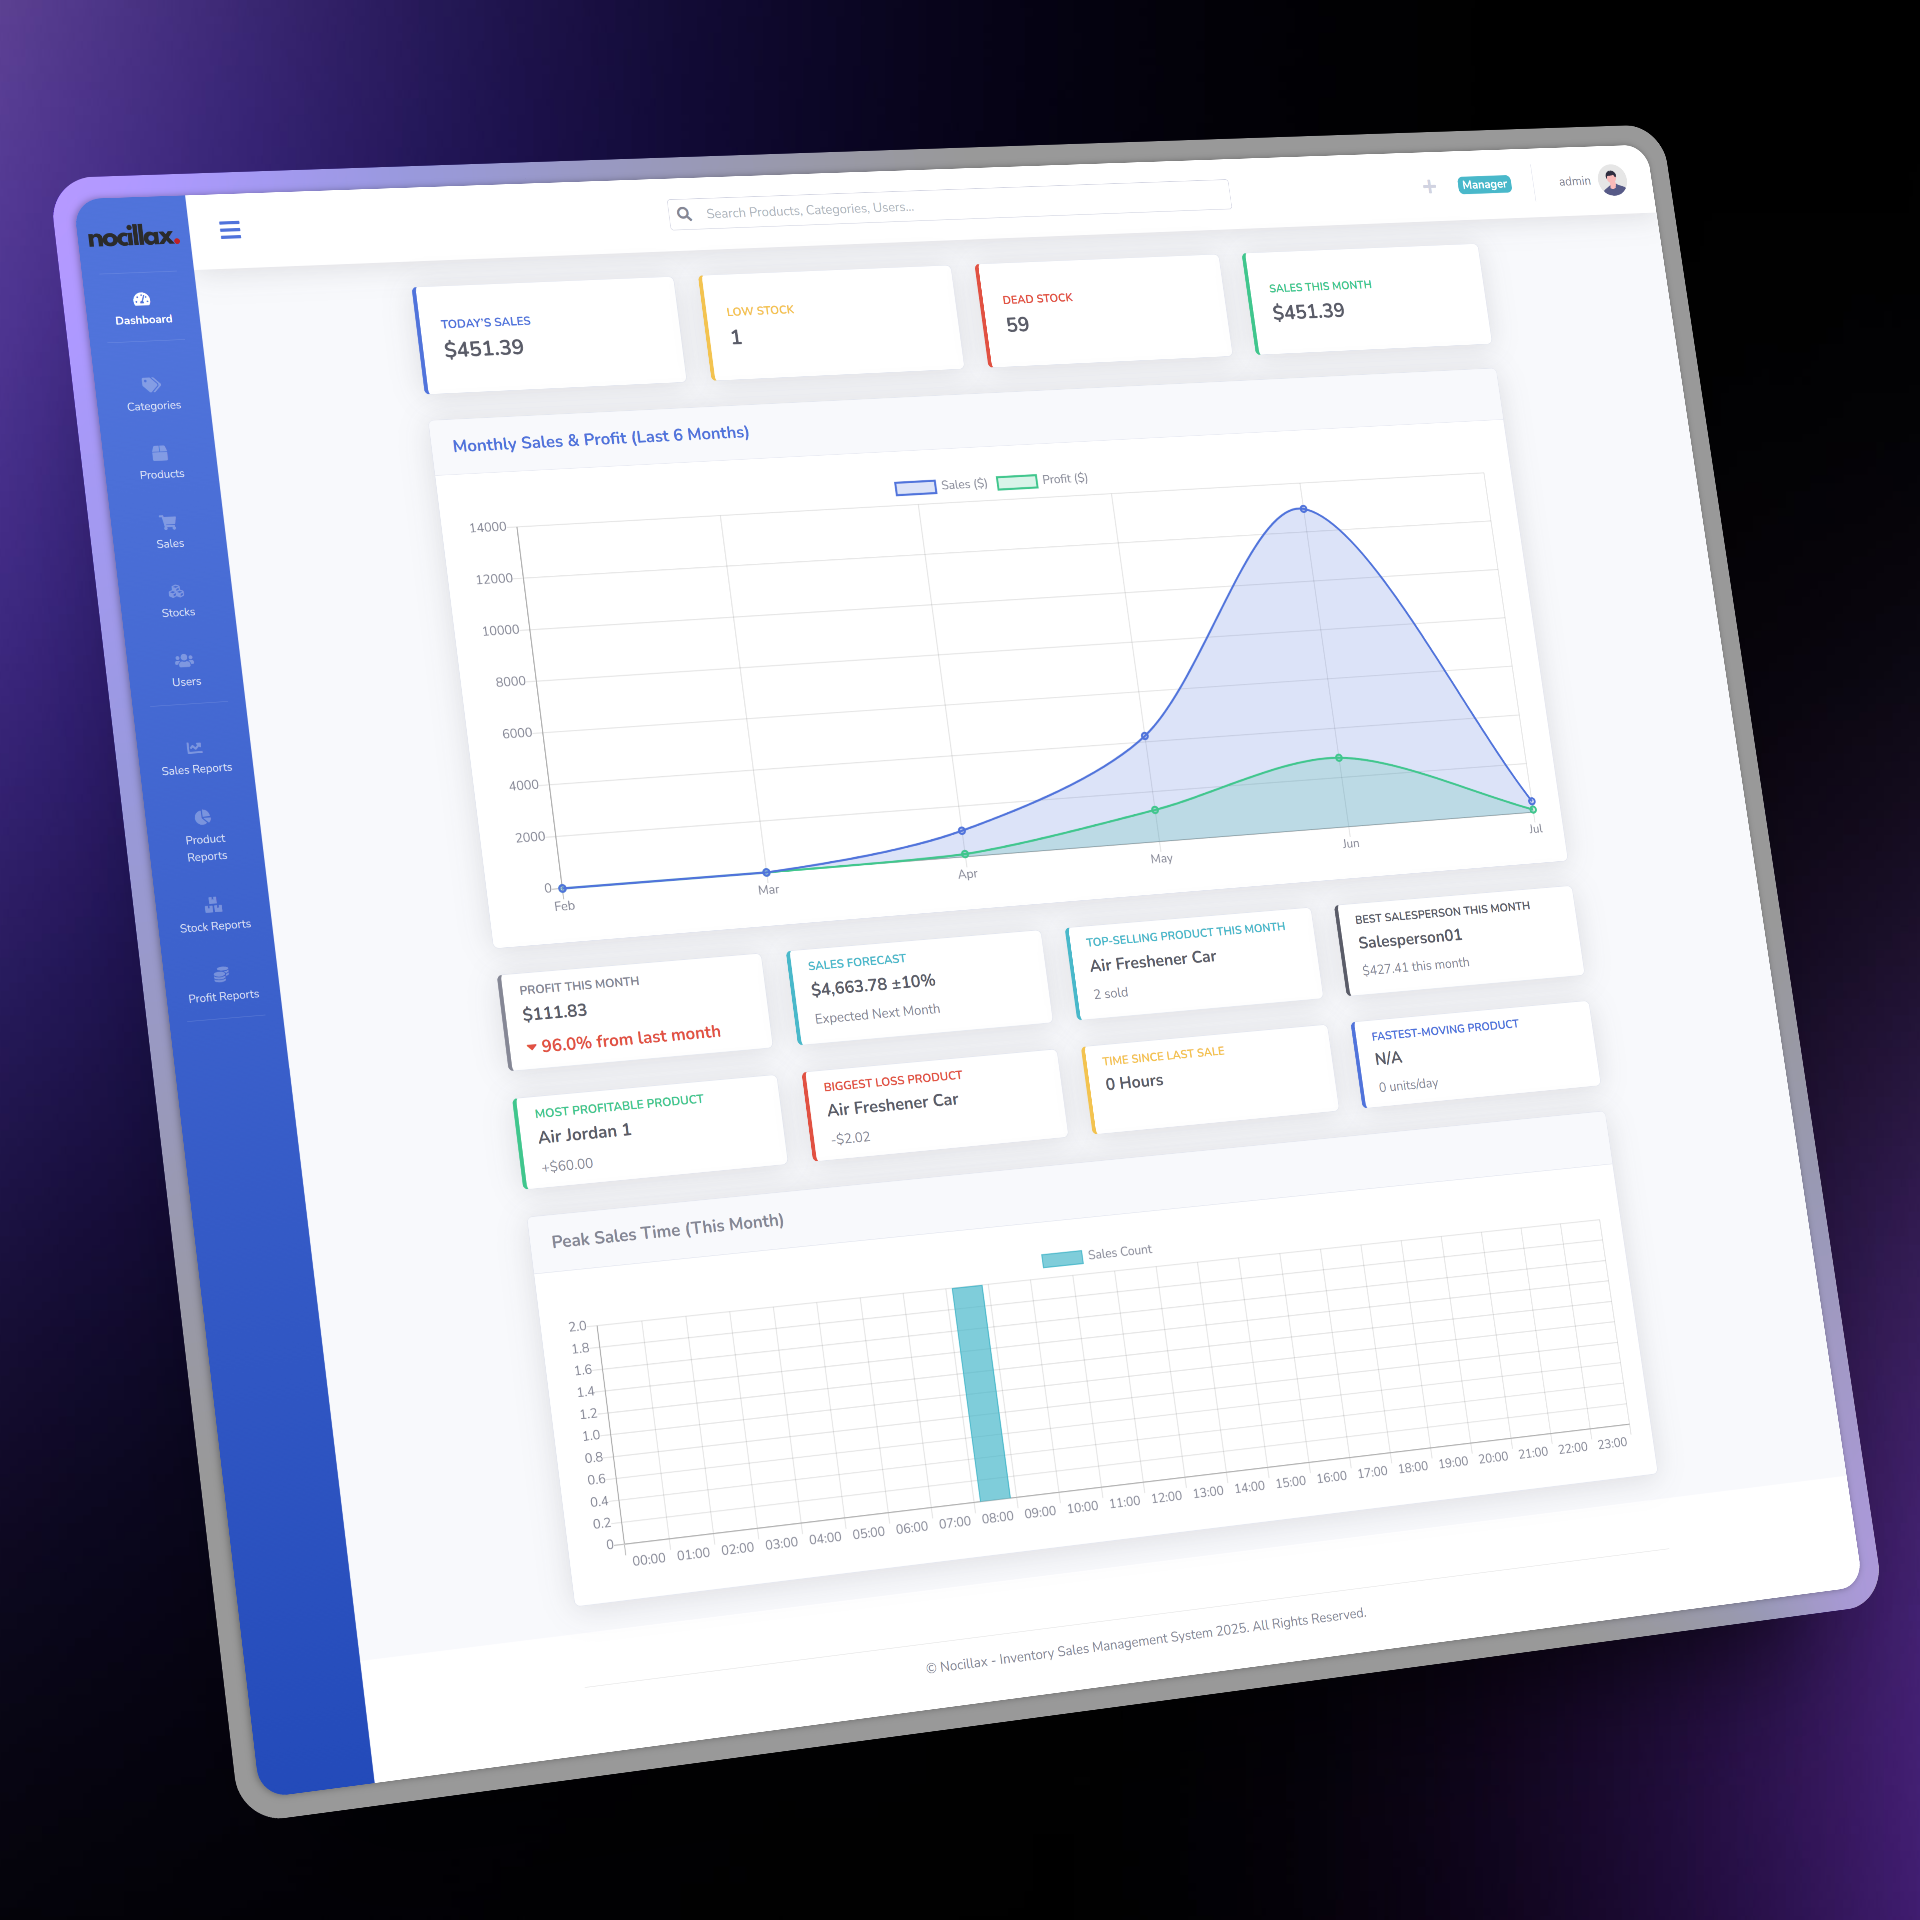 nocillax.
Search Products, Categories, Users...
Manager
admin
Dashboard
Categories
Products
Sales
Stocks
Users
Sales Reports
Product
Reports
Stock Reports
Profit Reports
TODAY'S SALES
$451.39
LOW STOCK
1
DEAD STOCK
59
SALES THIS MONTH
$451.39
Monthly Sales & Profit (Last 6 Months)
Sales ($) Profit ($)
14000
12000
10000
8000
6000
4000
2000
0
Feb Mar Apr May Jun Jul
PROFIT THIS MONTH
$111.83
96.0% from last month
SALES FORECAST
$4,663.78 ±10%
Expected Next Month
TOP-SELLING PRODUCT THIS MONTH
Air Freshener Car
2 sold
BEST SALESPERSON THIS MONTH
Salesperson01
$427.41 this month
MOST PROFITABLE PRODUCT
Air Jordan 1
+$60.00
BIGGEST LOSS PRODUCT
Air Freshener Car
-$2.02
TIME SINCE LAST SALE
0 Hours
FASTEST-MOVING PRODUCT
N/A
0 units/day
Peak Sales Time (This Month)
Sales Count
2.0
1.8
1.6
1.4
1.2
1.0
0.8
0.6
0.4
0.2
0
00:00 01:00 02:00 03:00 04:00 05:00 06:00 07:00 08:00 09:00 10:00 11:00 12:00 13:00 14:00 15:00 16:00 17:00 18:00 19:00 20:00 21:00 22:00 23:00
© Nocillax - Inventory Sales Management System 2025. All Rights Reserved.